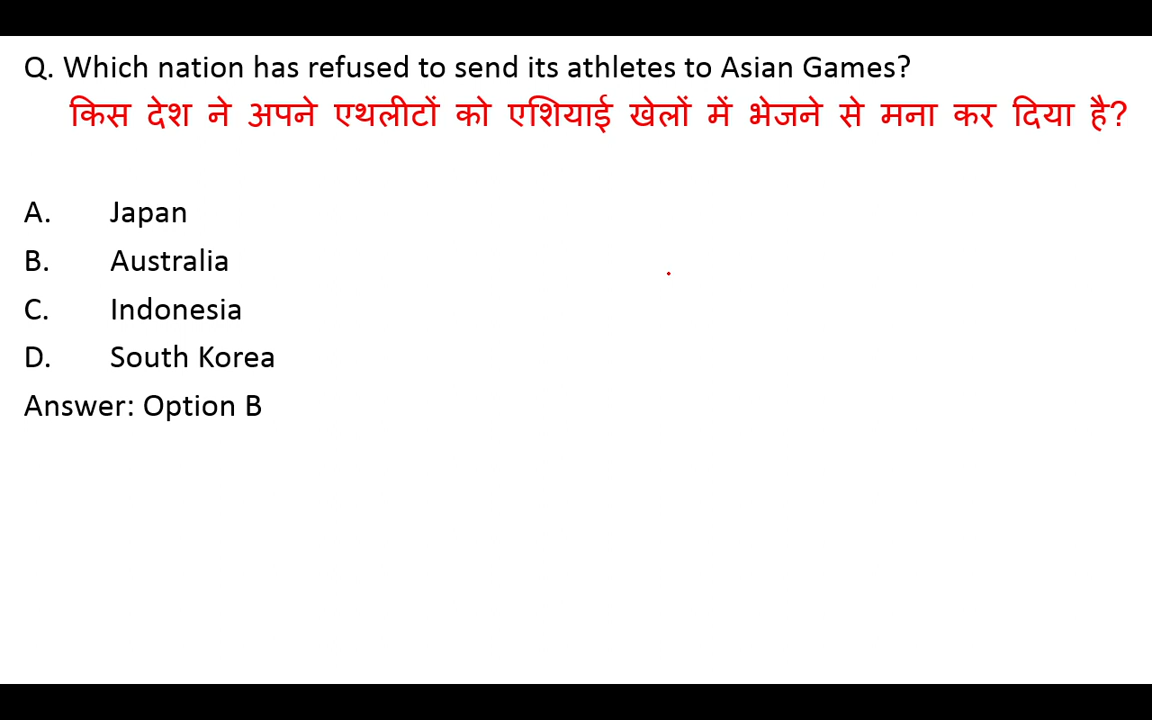 Q. Which nation has refused to send its athletes to Asian Games?
किस देश ने अपने एथलीटों को एशियाई खेलों में भेजने से मना कर दिया है?
A. Japan
B. Australia
C. Indonesia
D. South Korea
Answer: Option B